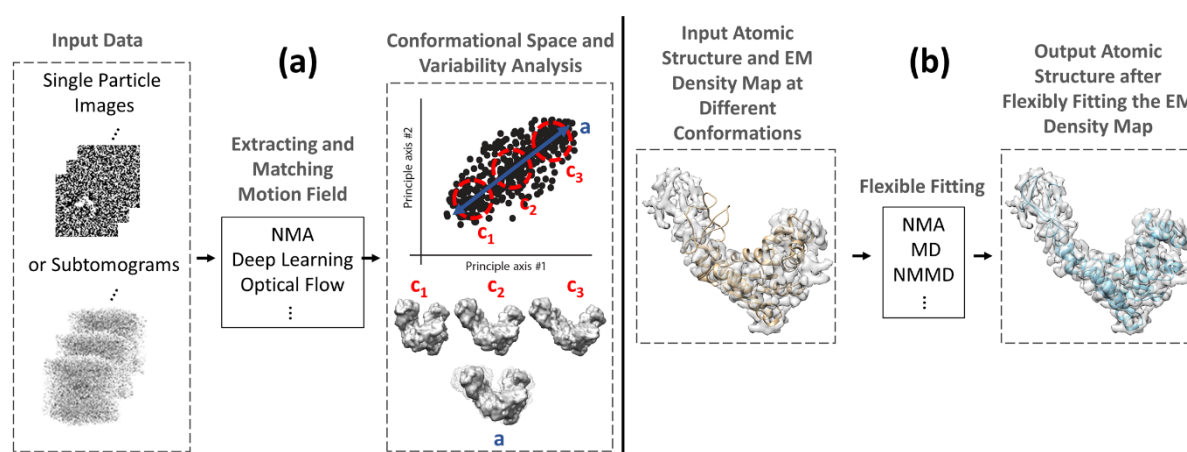 Input Data
Single Particle
Images
...
or Subtomograms
...
(a)
Extracting and
Matching
Motion Field
NMA
Deep Learning
Optical Flow
...
Conformational Space and
Variability Analysis
Principle axis #2
a
c3
c2
c1
Principle axis #1
c1
c2
c3
a
Input Atomic
Structure and EM
Density Map at
Different
Conformations
(b)
Flexible Fitting
NMA
MD
NMMD
...
Output Atomic
Structure after
Flexibly Fitting the EM
Density Map